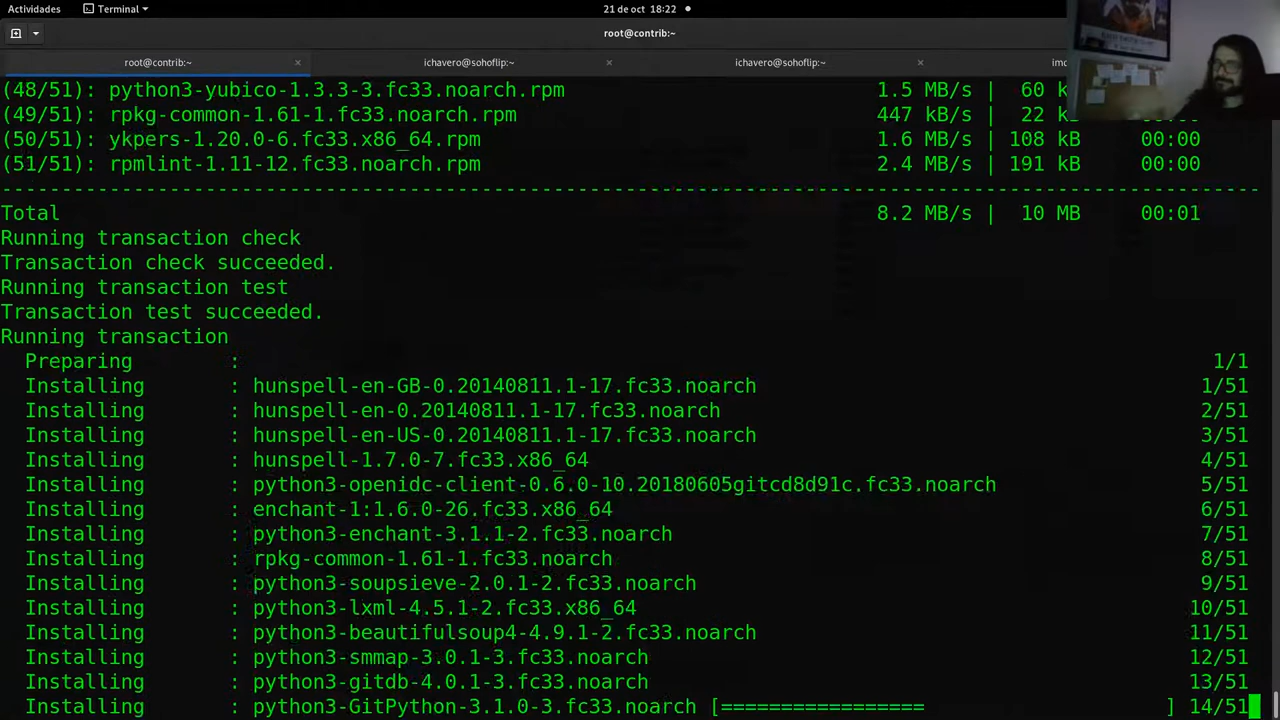 Actividades Terminal 21 de oct 18:22
root@contrib:~
root@contrib:~ × ichavero@sohoflip:~ × ichavero@sohoflip:~ ×
(48/51): python3-yubico-1.3.3-3.fc33.noarch.rpm 1.5 MB/s | 60
(49/51): rpkg-common-1.61-1.fc33.noarch.rpm 447 kB/s | 22
(50/51): ykpers-1.20.0-6.fc33.x86_64.rpm 1.6 MB/s | 108 kB 00:00
(51/51): rpmlint-1.11-12.fc33.noarch.rpm 2.4 MB/s | 191 kB 00:00
--------------------------------------------------------------------------------
Total 8.2 MB/s | 10 MB 00:01
Running transaction check
Transaction check succeeded.
Running transaction test
Transaction test succeeded.
Running transaction
Preparing : 1/1
Installing : hunspell-en-GB-0.20140811.1-17.fc33.noarch 1/51
Installing : hunspell-en-0.20140811.1-17.fc33.noarch 2/51
Installing : hunspell-en-US-0.20140811.1-17.fc33.noarch 3/51
Installing : hunspell-1.7.0-7.fc33.x86_64 4/51
Installing : python3-openidc-client-0.6.0-10.20180605gitcd8d91c.fc33.noarch 5/51
Installing : enchant-1:1.6.0-26.fc33.x86_64 6/51
Installing : python3-enchant-3.1.1-2.fc33.noarch 7/51
Installing : rpkg-common-1.61-1.fc33.noarch 8/51
Installing : python3-soupsieve-2.0.1-2.fc33.noarch 9/51
Installing : python3-lxml-4.5.1-2.fc33.x86_64 10/51
Installing : python3-beautifulsoup4-4.9.1-2.fc33.noarch 11/51
Installing : python3-smmap-3.0.1-3.fc33.noarch 12/51
Installing : python3-gitdb-4.0.1-3.fc33.noarch 13/51
Installing : python3-GitPython-3.1.0-3.fc33.noarch [================= ] 14/51